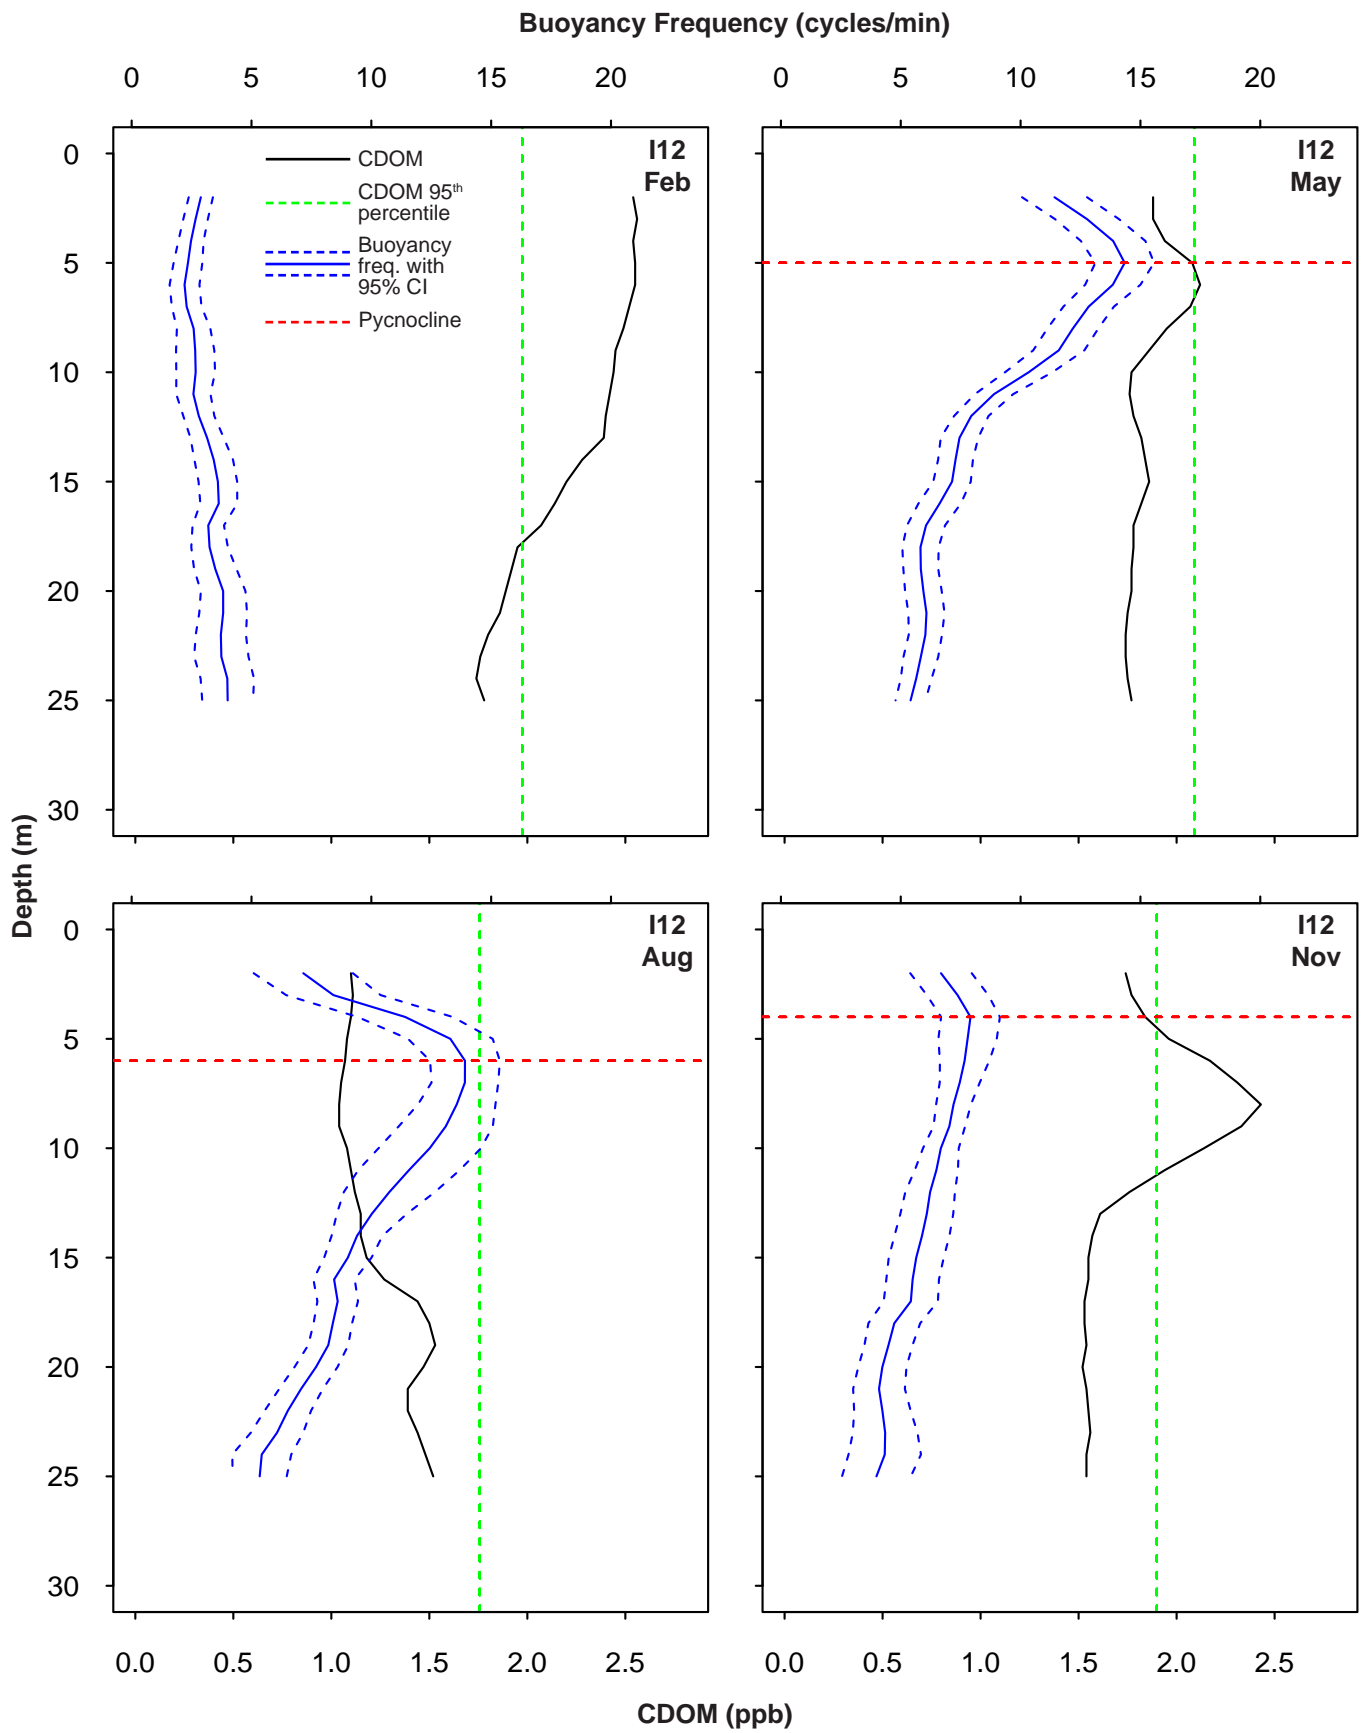 Buoyancy Frequency (cycles/min)
0 5 10 15 20
0 5 10 15 20
I12
Feb
CDOM
CDOM 95th
percentile
Buoyancy
freq. with
95% CI
Pycnocline
0
5
10
15
20
25
30
I12
May
Depth (m)
I12
Aug
0
5
10
15
20
25
30
I12
Nov
0.0 0.5 1.0 1.5 2.0 2.5
0.0 0.5 1.0 1.5 2.0 2.5
CDOM (ppb)